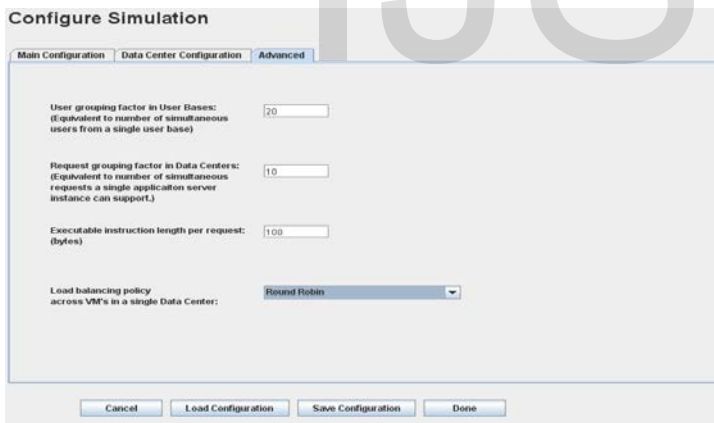 Configure Simulation
Main Configuration
Data Center Configuration
Advanced
User grouping factor in User Bases:
(Equivalent to number of simultaneous
users from a single user base)
20
Request grouping factor in Data Centers:
(Equivalent to number of simultaneous
requests a single applicaiton server
instance can support.)
10
Executable instruction length per request:
(bytes)
100
Load balancing policy
across VM's in a single Data Center:
Round Robin
Cancel
Load Configuration
Save Configuration
Done